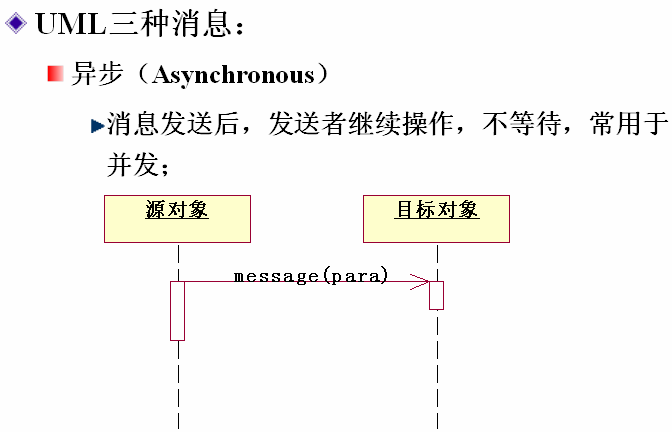 UML三种消息：
异步（Asynchronous）
消息发送后，发送者继续操作，不等待，常用于
并发；
源对象 目标对象
message(para)